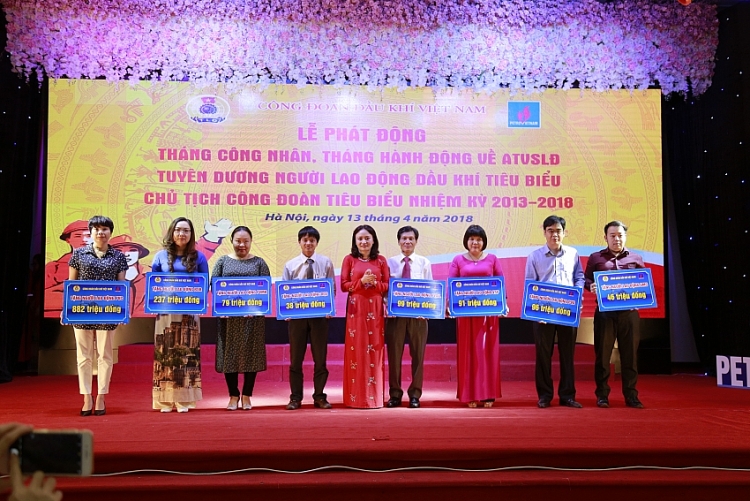 CÔNG ĐOÀN DẦU KHÍ VIỆT NAM
PETROVIETNAM
LỄ PHÁT ĐỘNG
THÁNG CÔNG NHÂN, THÁNG HÀNH ĐỘNG VỀ ATVSLĐ
TUYÊN DƯƠNG NGƯỜI LAO ĐỘNG DẦU KHÍ TIÊU BIỂU
CHỦ TỊCH CÔNG ĐOÀN TIÊU BIỂU NHIỆM KỲ 2013-2018
Hà Nội, ngày 13 tháng 4 năm 2018
882 triệu đồng
237 triệu đồng
79 triệu đồng
38 triệu đồng
triệu đồng
91 triệu đồng
triệu đồng
46 triệu đồng
PET